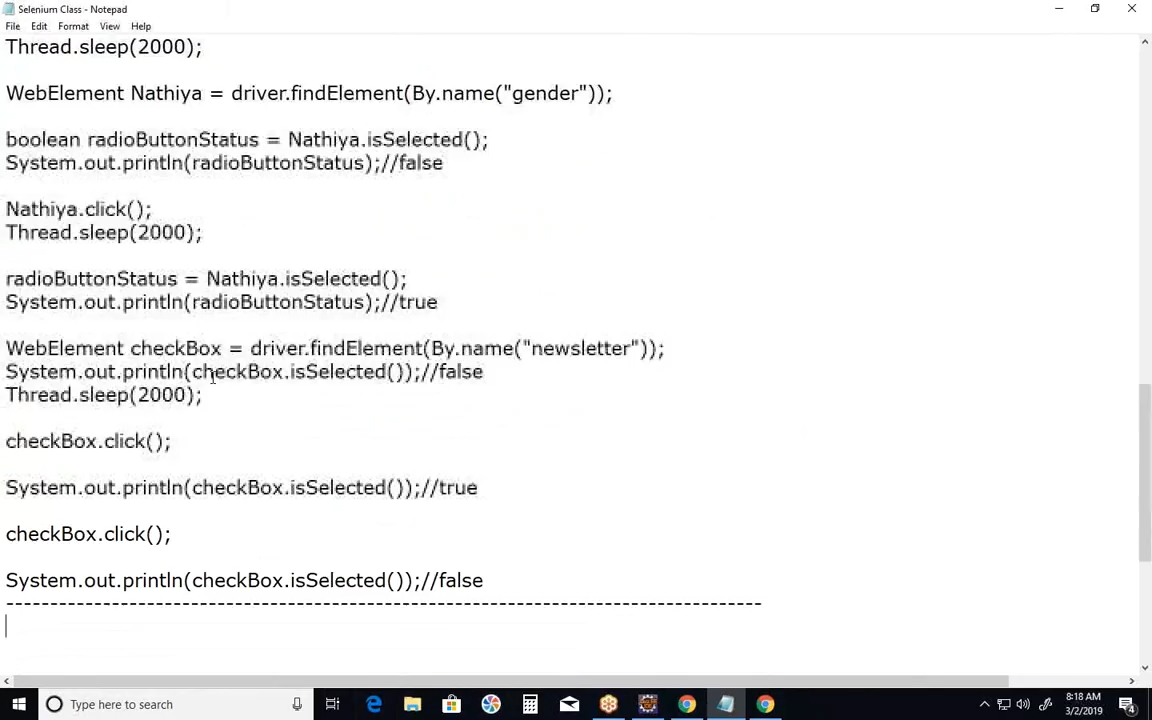 Selenium Class - Notepad
File Edit Format View Help
Thread.sleep(2000);
WebElement Nathiya = driver.findElement(By.name("gender"));
boolean radioButtonStatus = Nathiya.isSelected();
System.out.println(radioButtonStatus);//false
Nathiya.click();
Thread.sleep(2000);
radioButtonStatus = Nathiya.isSelected();
System.out.println(radioButtonStatus);//true
WebElement checkBox = driver.findElement(By.name("newsletter"));
System.out.println(checkBox.isSelected());//false
Thread.sleep(2000);
checkBox.click();
System.out.println(checkBox.isSelected());//true
checkBox.click();
System.out.println(checkBox.isSelected());//false
------------------------------------------------------------------------------------
Type here to search
8:18 AM
3/2/2019
4